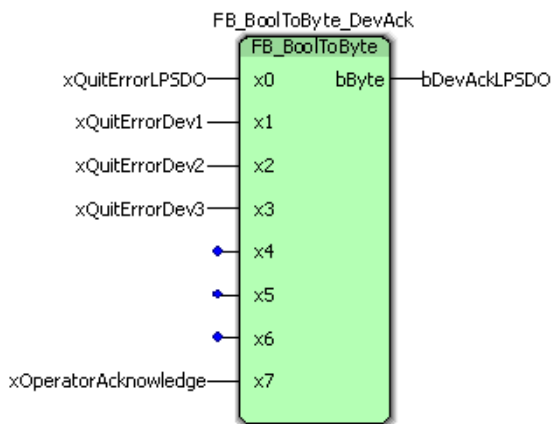 FB_BoolToByte_DevAck
FB_BoolToByte
xQuitErrorLPSDO x0 bByte bDevAckLPSDO
xQuitErrorDev1 x1
xQuitErrorDev2 x2
xQuitErrorDev3 x3
x4
x5
x6
xOperatorAcknowledge x7